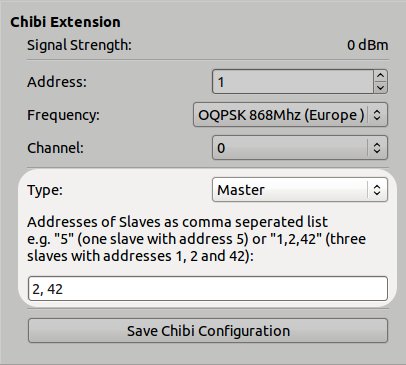 Chibi Extension
Signal Strength: 0 dBm
Address: 1
Frequency: OQPSK 868Mhz (Europe )
Channel: 0
Type: Master
Addresses of Slaves as comma seperated list
e.g. "5" (one slave with address 5) or "1,2,42" (three
slaves with addresses 1, 2 and 42):
2, 42
Save Chibi Configuration